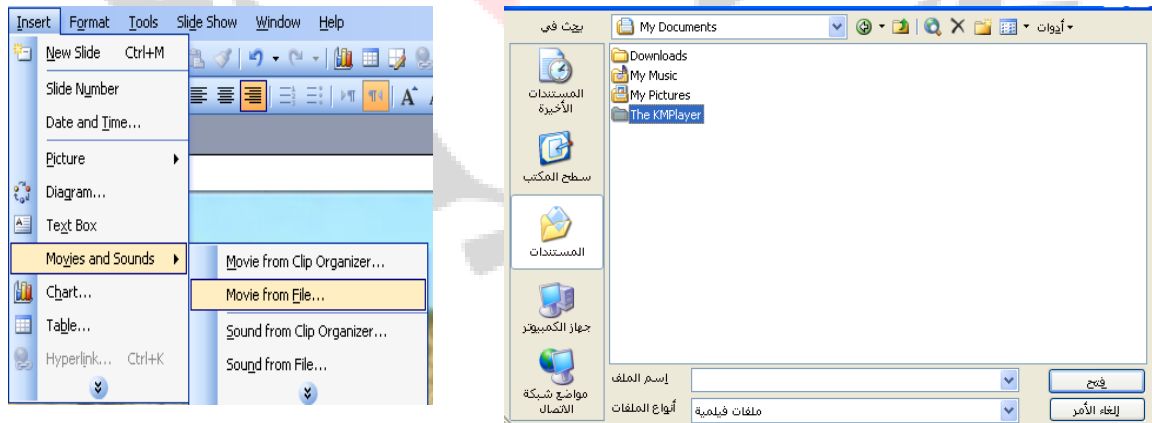 Insert Format Tools Slide Show Window Help
New Slide Ctrl+M
Slide Number
Date and Time...
Picture
Diagram...
Text Box
Movies and Sounds
Chart...
Table...
Hyperlink... Ctrl+K
Movie from Clip Organizer...
Movie from File...
Sound from Clip Organizer...
Sound from File...
بحث في
My Documents
أدوات
Downloads
My Music
My Pictures
The KMPlayer
المستندات
الأخيرة
سطح المكتب
المستندات
جهاز الكمبيوتر
مواضع شبكة
الاتصال
إسم الملف
فتح
أنواع الملفات
ملفات فيلمية
إلغاء الأمر